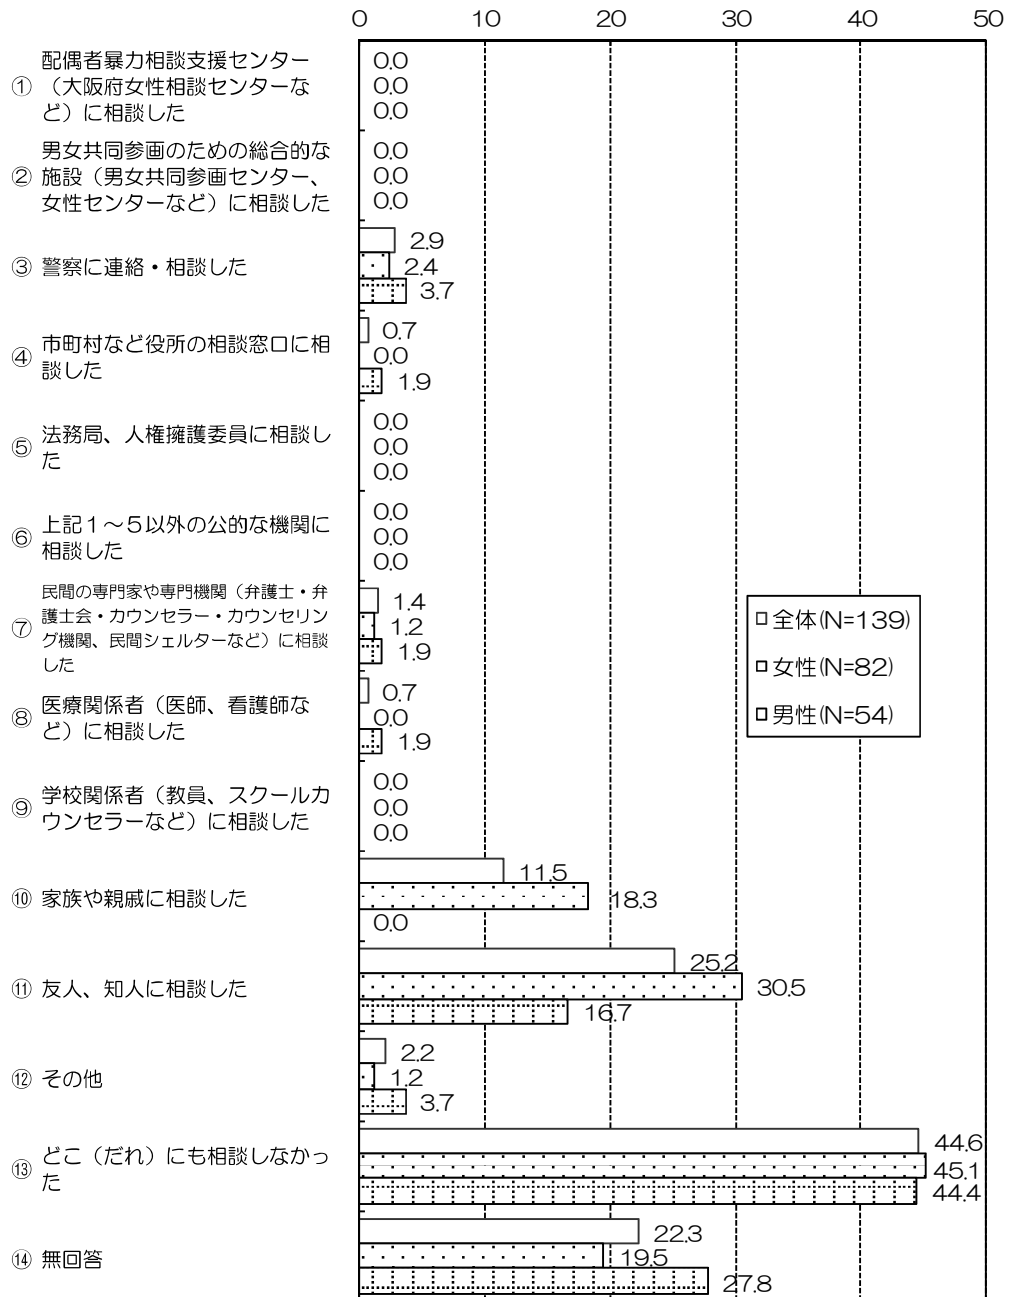 0 10 20 30 40 50
配偶者暴力相談支援センター
① （大阪府女性相談センターな
ど）に相談した
0.0
0.0
0.0
男女共同参画のための総合的な
② 施設（男女共同参画センター、
女性センターなど）に相談した
0.0
0.0
0.0
③ 警察に連絡・相談した
2.9
2.4
3.7
④ 市町村など役所の相談窓口に相
談した
0.7
0.0
1.9
⑤ 法務局、人権擁護委員に相談し
た
0.0
0.0
0.0
⑥ 上記１～５以外の公的な機関に
相談した
0.0
0.0
0.0
民間の専門家や専門機関（弁護士・弁
護士会・カウンセラー・カウンセリン
⑦ グ機関、民間シェルターなど）に相談
した
1.4
1.2
1.9
⑧ 医療関係者（医師、看護師な
ど）に相談した
0.7
0.0
1.9
⑨ 学校関係者（教員、スクールカ
ウンセラーなど）に相談した
0.0
0.0
0.0
⑩ 家族や親戚に相談した
11.5
18.3
0.0
⑪ 友人、知人に相談した
25.2
30.5
16.7
⑫ その他
2.2
1.2
3.7
⑬ どこ（だれ）にも相談しなかっ
た
44.6
45.1
44.4
⑭ 無回答
22.3
19.5
27.8
全体(N=139)
女性(N=82)
男性(N=54)